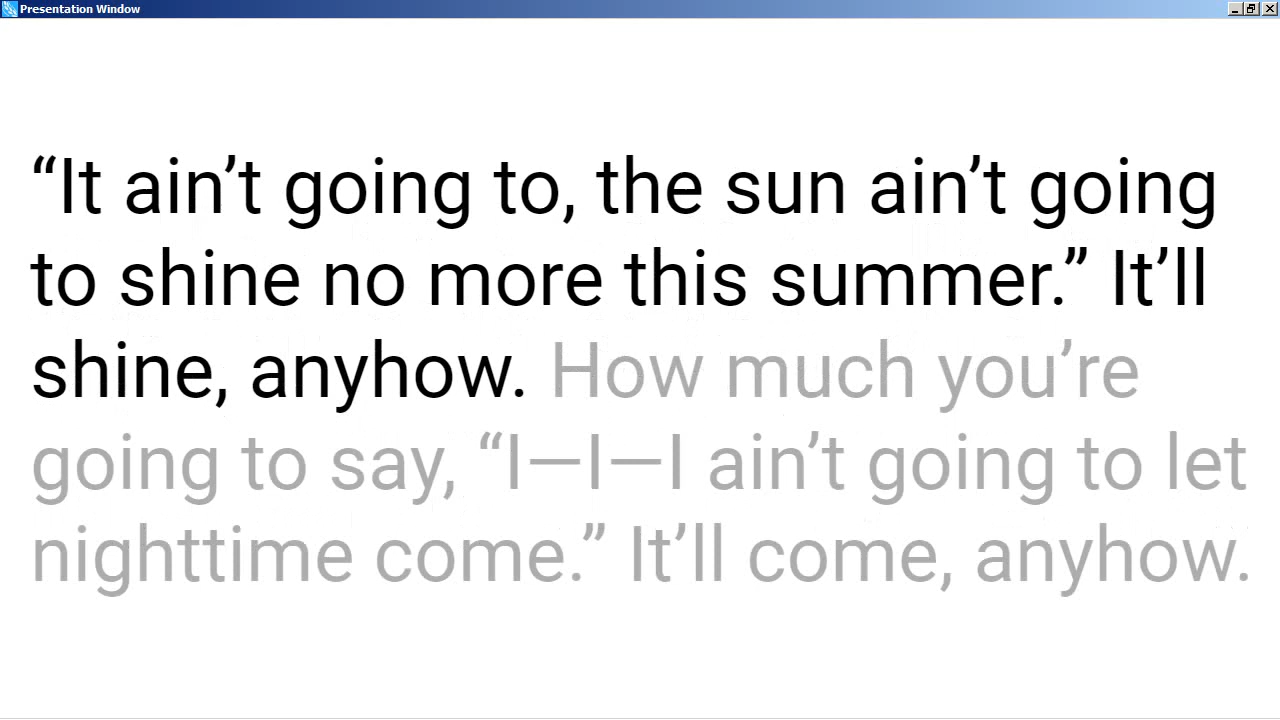 Presentation Window
“It ain’t going to, the sun ain’t going
to shine no more this summer.” It’ll
shine, anyhow. How much you’re
going to say, “I—I—I ain’t going to let
nighttime come.” It’ll come, anyhow.